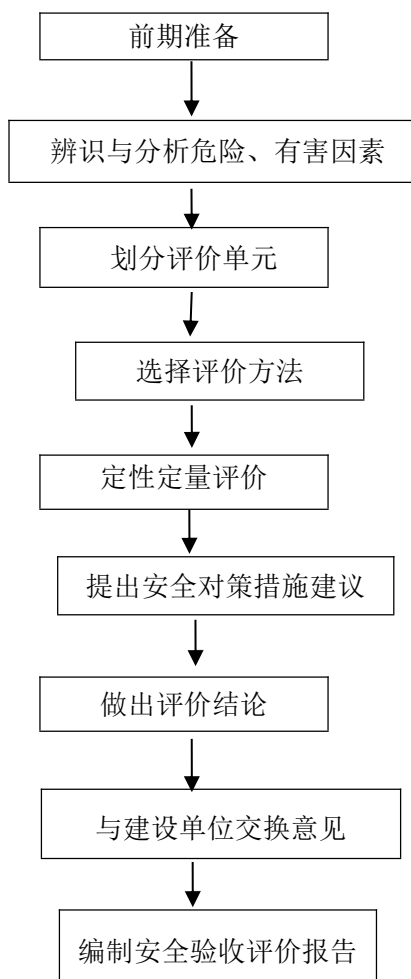 前期准备
辨识与分析危险、有害因素
划分评价单元
选择评价方法
定性定量评价
提出安全对策措施建议
做出评价结论
与建设单位交换意见
编制安全验收评价报告